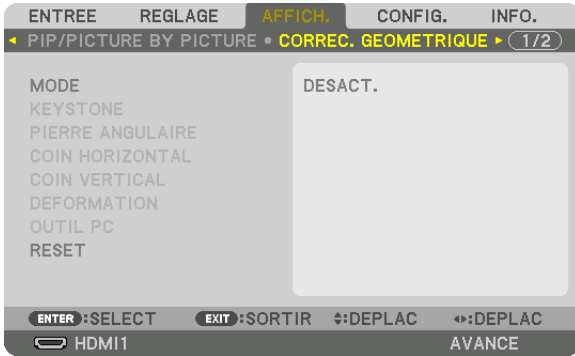 ENTREE REGLAGE AFFICH. CONFIG. INFO.
PIP/PICTURE BY PICTURE • CORREC. GEOMETRIQUE 1/2
MODE DESACT.
KEYSTONE
PIERRE ANGULAIRE
COIN HORIZONTAL
COIN VERTICAL
DEFORMATION
OUTIL PC
RESET
ENTER :SELECT EXIT :SORTIR :DEPLAC :DEPLAC
HDMI1 AVANCE